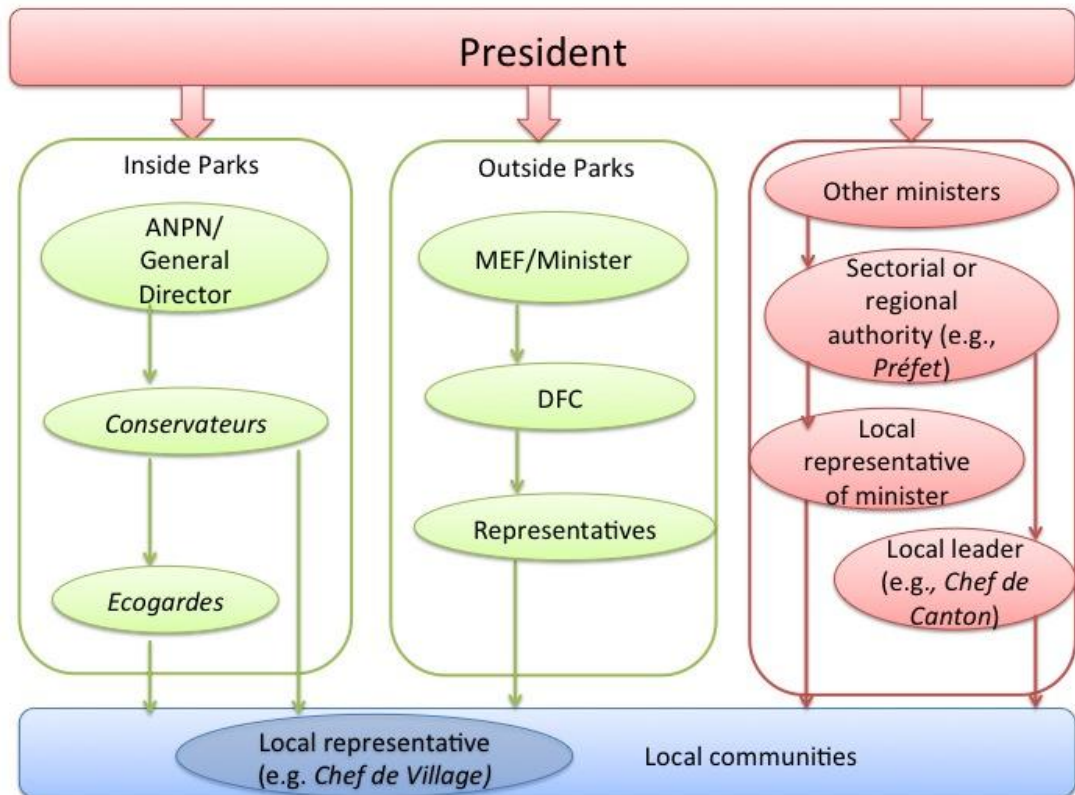 President
Inside Parks
ANPN/
General
Director
Conservateurs
Ecogardes
Outside Parks
MEF/Minister
DFC
Representatives
Other ministers
Sectorial or
regional
authority (e.g.,
Préfet)
Local
representative
of minister
Local leader
(e.g., Chef de
Canton)
Local representative
(e.g. Chef de Village)
Local communities